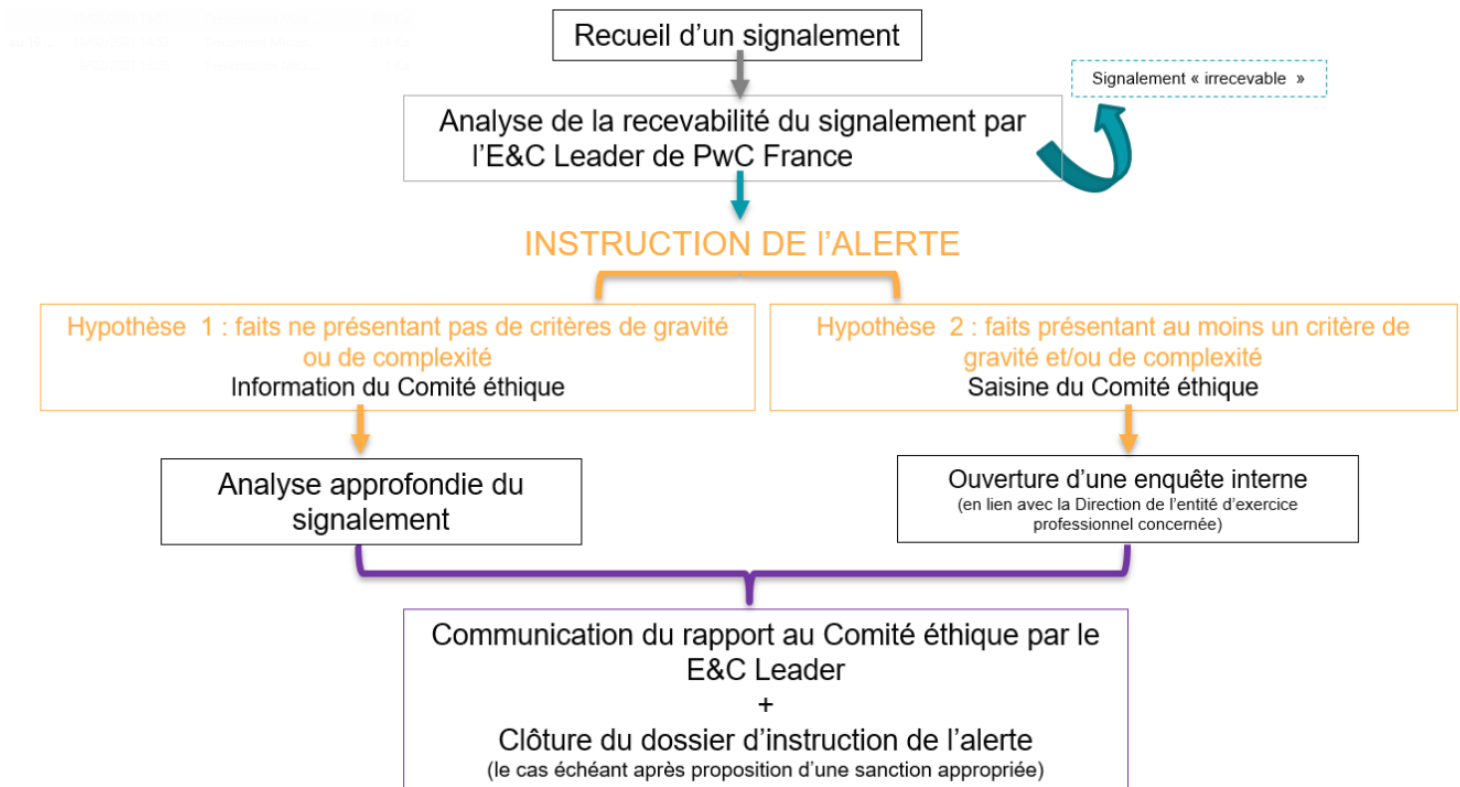 Recueil d’un signalement
Signalement « irrecevable »
Analyse de la recevabilité du signalement par
l’E&C Leader de PwC France
INSTRUCTION DE l’ALERTE
Hypothèse 1 : faits ne présentant pas de critères de gravité
ou de complexité
Information du Comité éthique
Hypothèse 2 : faits présentant au moins un critère de
gravité et/ou de complexité
Saisine du Comité éthique
Analyse approfondie du
signalement
Ouverture d’une enquête interne
(en lien avec la Direction de l’entité d’exercice
professionnel concernée)
Communication du rapport au Comité éthique par le
E&C Leader
+
Clôture du dossier d’instruction de l’alerte
(le cas échéant après proposition d’une sanction appropriée)